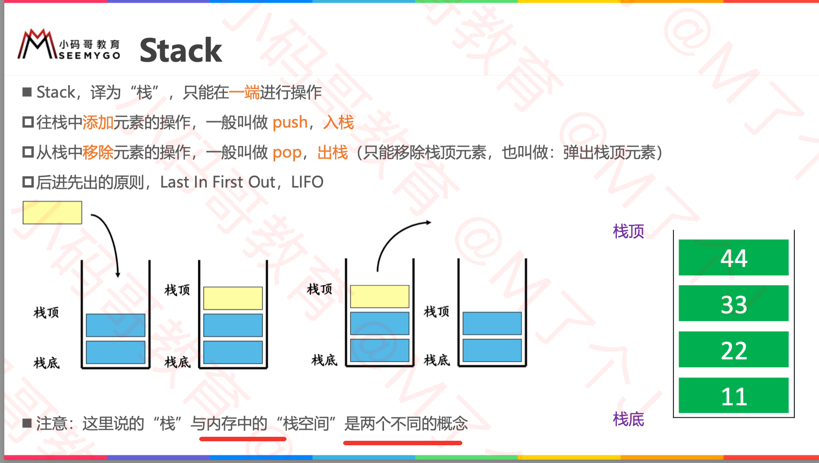 小码哥教育
SEEMYGO
Stack
Stack，译为“栈”，只能在一端进行操作
往栈中添加元素的操作，一般叫做 push，入栈
从栈中移除元素的操作，一般叫做 pop，出栈（只能移除栈顶元素，也叫做：弹出栈顶元素）
后进先出的原则，Last In First Out，LIFO
栈顶
栈底
栈顶
栈底
栈顶
栈底
栈顶
栈底
栈顶
44
33
22
11
栈底
注意：这里说的“栈”与内存中的“栈空间”是两个不同的概念
小码哥教育 @M了个J